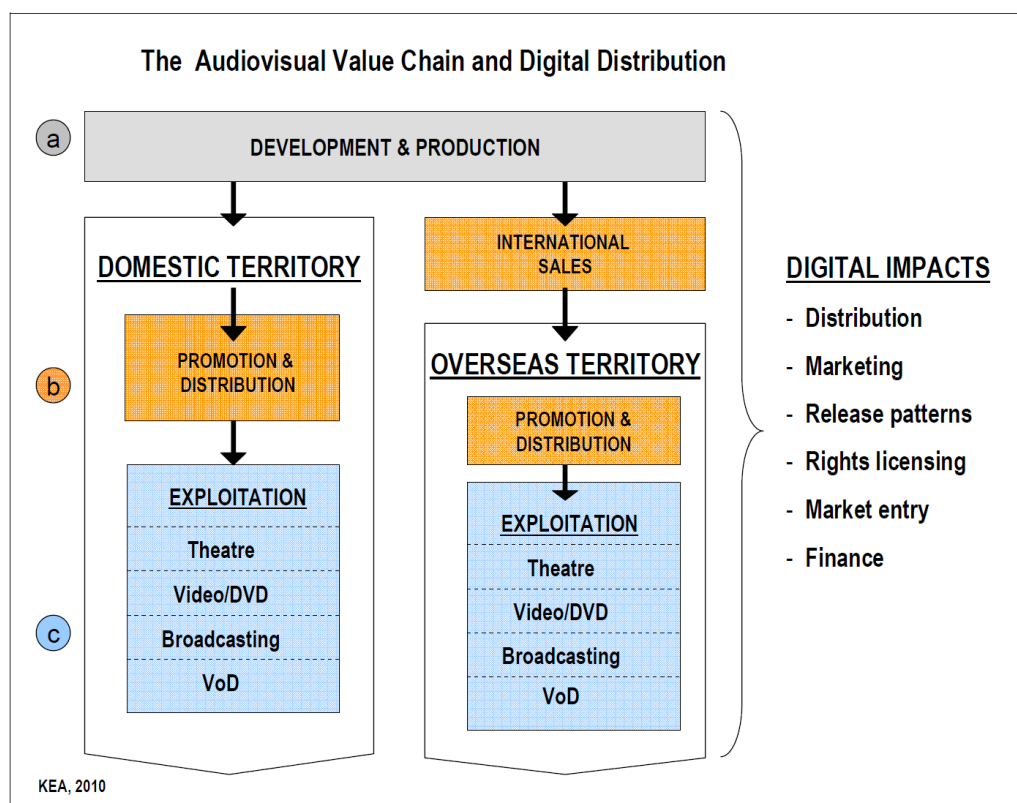 The Audiovisual Value Chain and Digital Distribution
a
DEVELOPMENT & PRODUCTION
DOMESTIC TERRITORY
PROMOTION &
DISTRIBUTION
b
EXPLOITATION
Theatre
Video/DVD
Broadcasting
VoD
c
INTERNATIONAL
SALES
OVERSEAS TERRITORY
PROMOTION &
DISTRIBUTION
EXPLOITATION
Theatre
Video/DVD
Broadcasting
VoD
DIGITAL IMPACTS
- Distribution
- Marketing
- Release patterns
- Rights licensing
- Market entry
- Finance
KEA, 2010